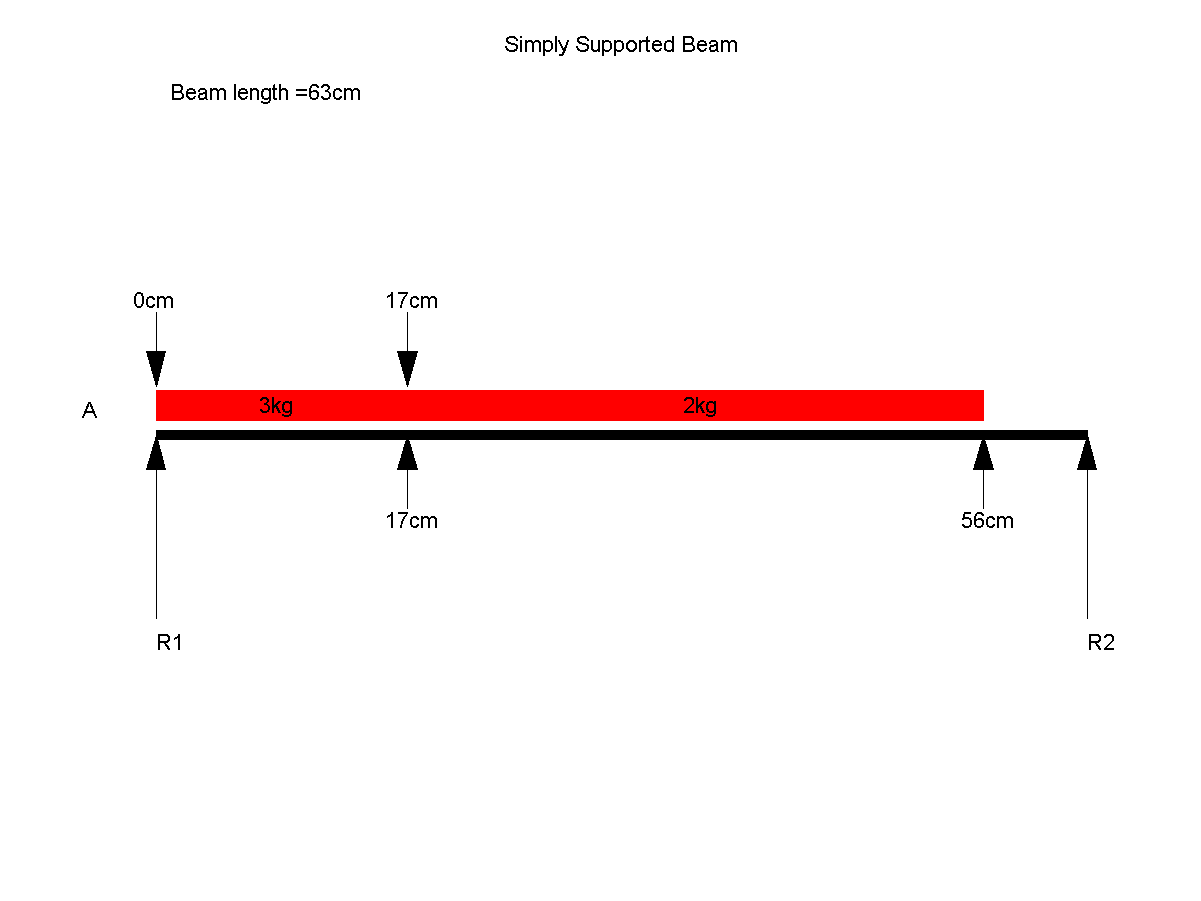 Simply Supported Beam
Beam length =63cm
0cm
17cm
A
3kg
2kg
17cm
56cm
R1
R2